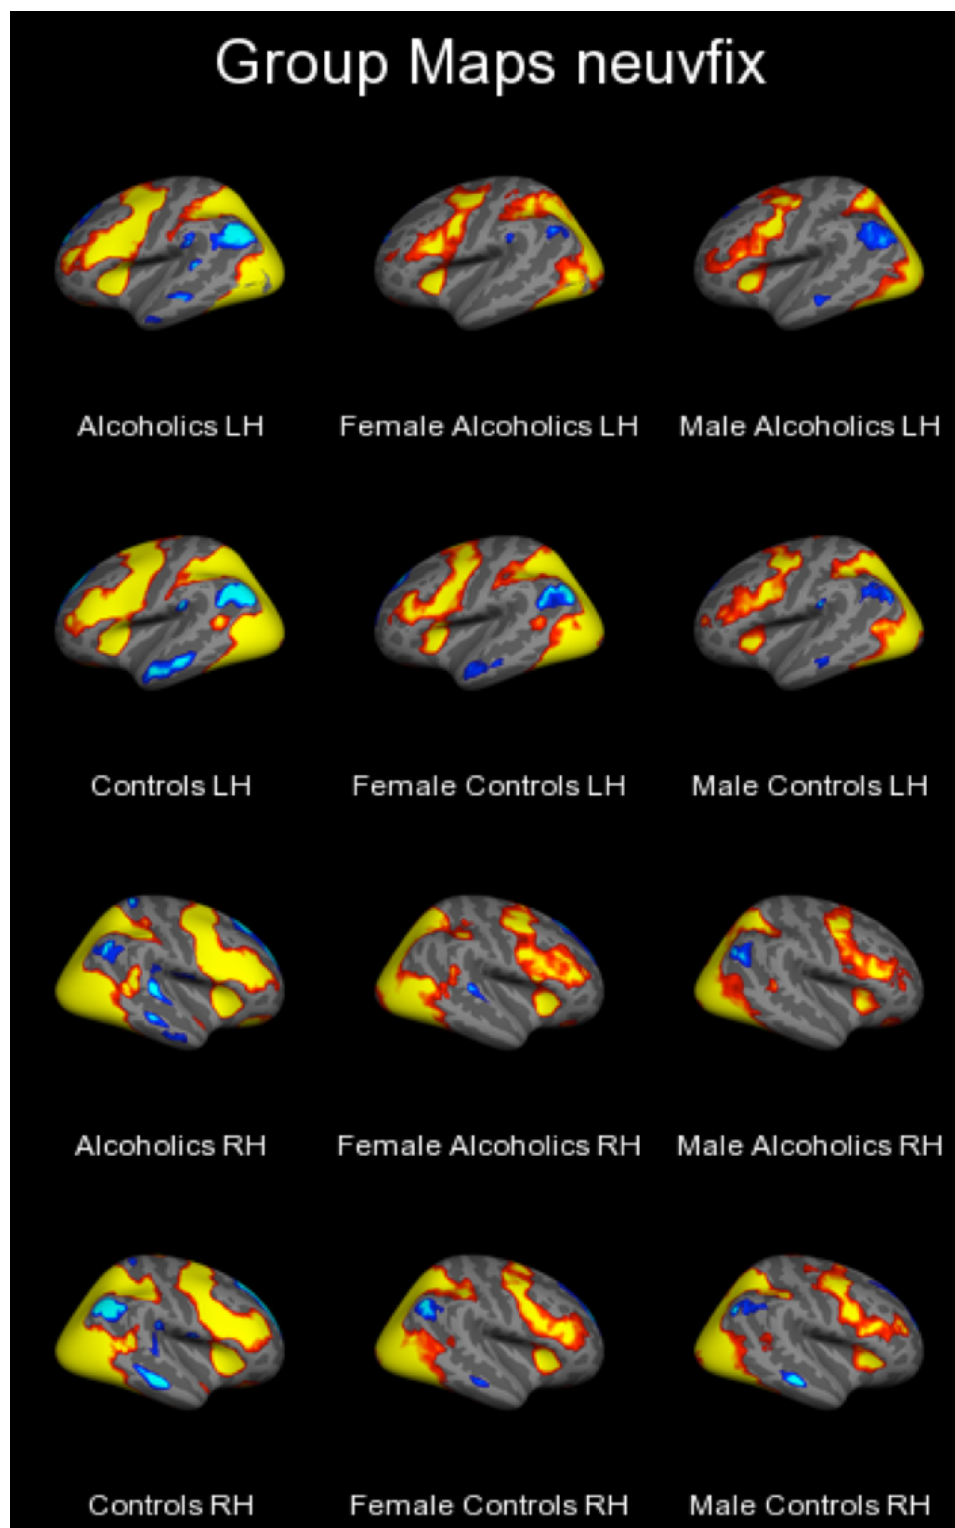 Group Maps neuvfix
Alcoholics LH
Female Alcoholics LH
Male Alcoholics LH
Controls LH
Female Controls LH
Male Controls LH
Alcoholics RH
Female Alcoholics RH
Male Alcoholics RH
Controls RH
Female Controls RH
Male Controls RH